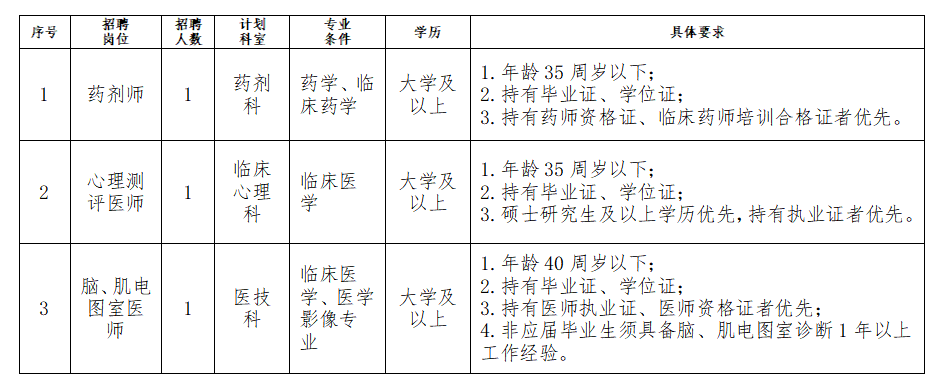 序号
招聘
岗位
招聘
人数
计划
科室
专业
条件
学历
具体要求
1
药剂师
1
药剂
科
药学、临
床药学
大学及
以上
1. 年龄 35 周岁以下；
2. 持有毕业证、学位证；
3. 持有药师资格证、临床药师培训合格证者优先。
2
心理测
评医师
1
临床
心理
科
临床医
学
大学及
以上
1. 年龄 35 周岁以下；
2. 持有毕业证、学位证；
3. 硕士研究生及以上学历优先，持有执业证者优先。
3
脑、肌电
图室医
师
1
医技
科
临床医
学、医学
影像专
业
大学及
以上
1. 年龄 40 周岁以下；
2. 持有毕业证、学位证；
3. 持有医师执业证、医师资格证者优先；
4. 非应届毕业生须具备脑、肌电图室诊断 1 年以上
工作经验。